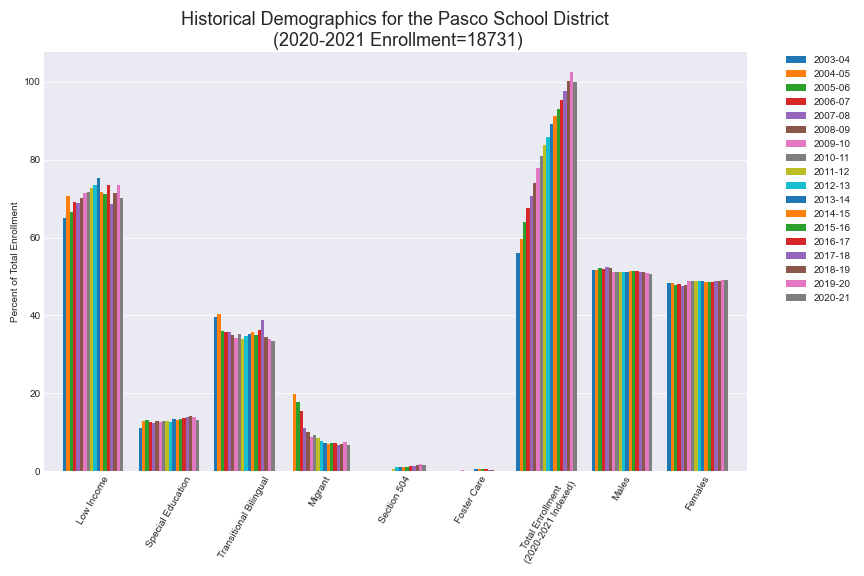 Historical Demographics for the Pasco School District
(2020-2021 Enrollment=18731)
Percent of Total Enrollment
100
80
60
40
20
0
Low Income
Special Education
Transitional Bilingual
Migrant
Section 504
Foster Care
Total Enrollment
(2020-2021 Indexed)
Males
Females
2003-04
2004-05
2005-06
2006-07
2007-08
2008-09
2009-10
2010-11
2011-12
2012-13
2013-14
2014-15
2015-16
2016-17
2017-18
2018-19
2019-20
2020-21